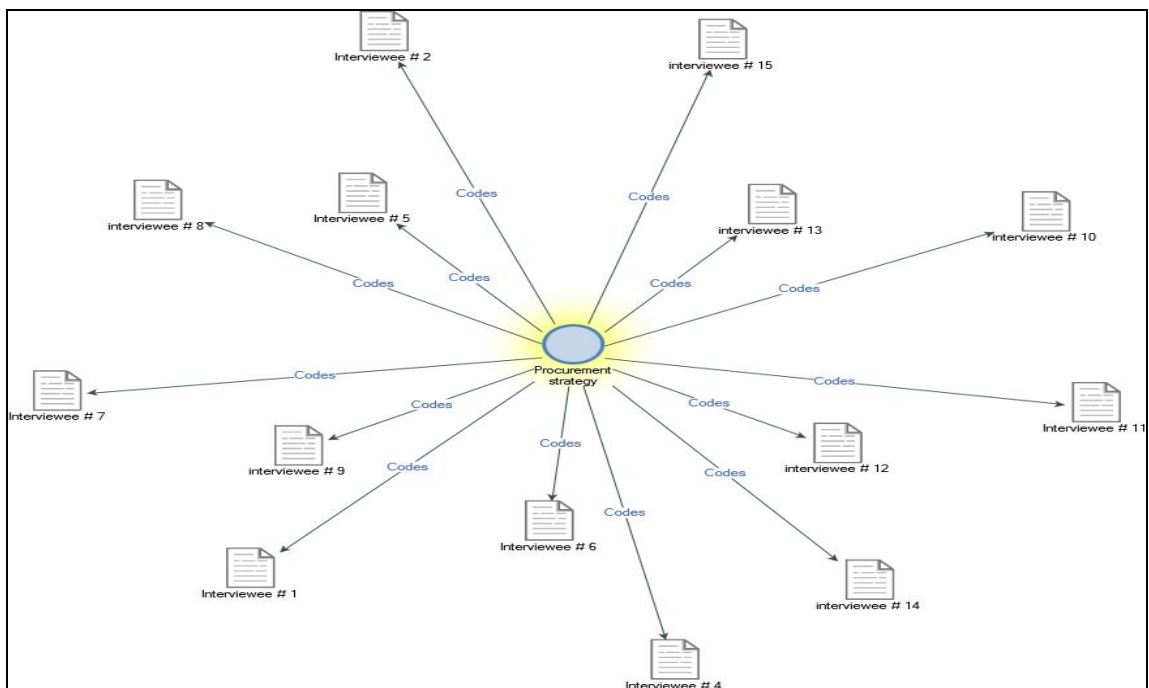 Interviewee # 2
interviewee # 15
Codes
Codes
interviewee # 8
Interviewee # 5
interviewee # 13
interviewee # 10
Codes
Codes
Codes
Codes
Procurement
strategy
Codes
Codes
Interviewee # 7
Codes
Codes
Interviewee # 11
interviewee # 9
Codes
Codes
interviewee # 12
Codes
Codes
Interviewee # 6
Interviewee # 1
interviewee # 14
Interviewee # 4